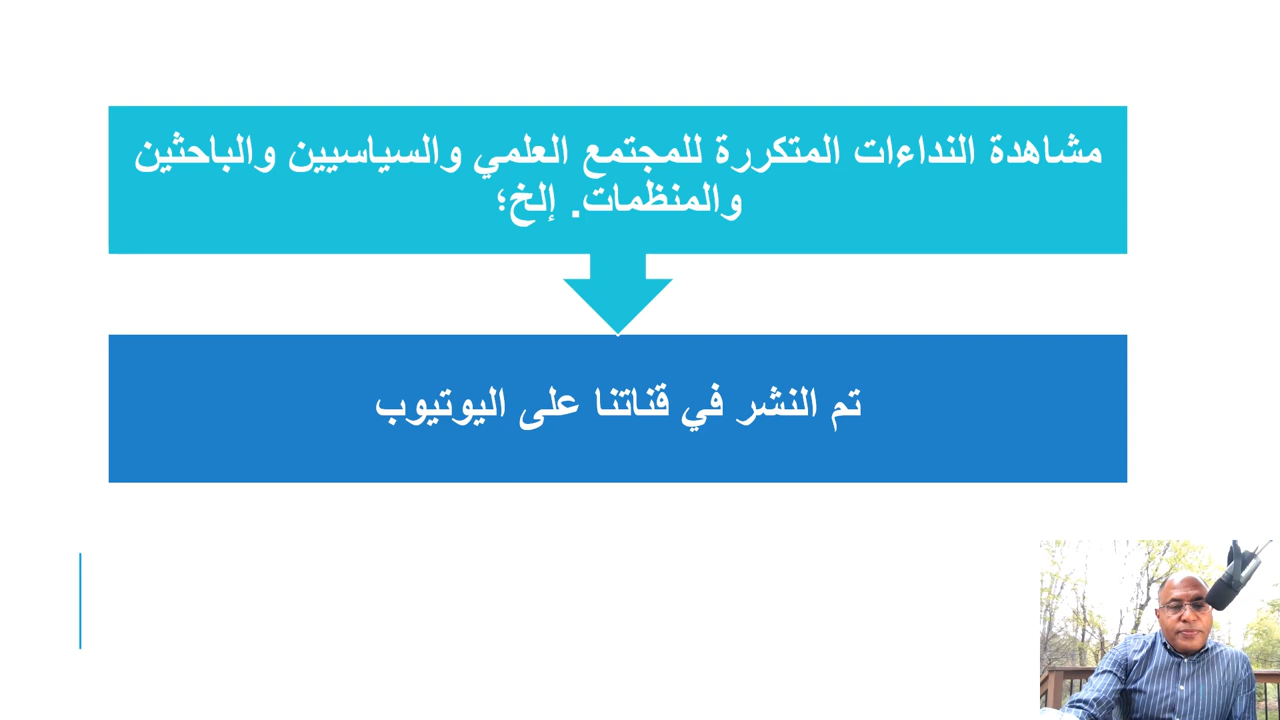 مشاهدة النداءات المتكررة للمجتمع العلمي والسياسيين والباحثين
والمنظمات. إلخ؛
تم النشر في قناتنا على اليوتيوب